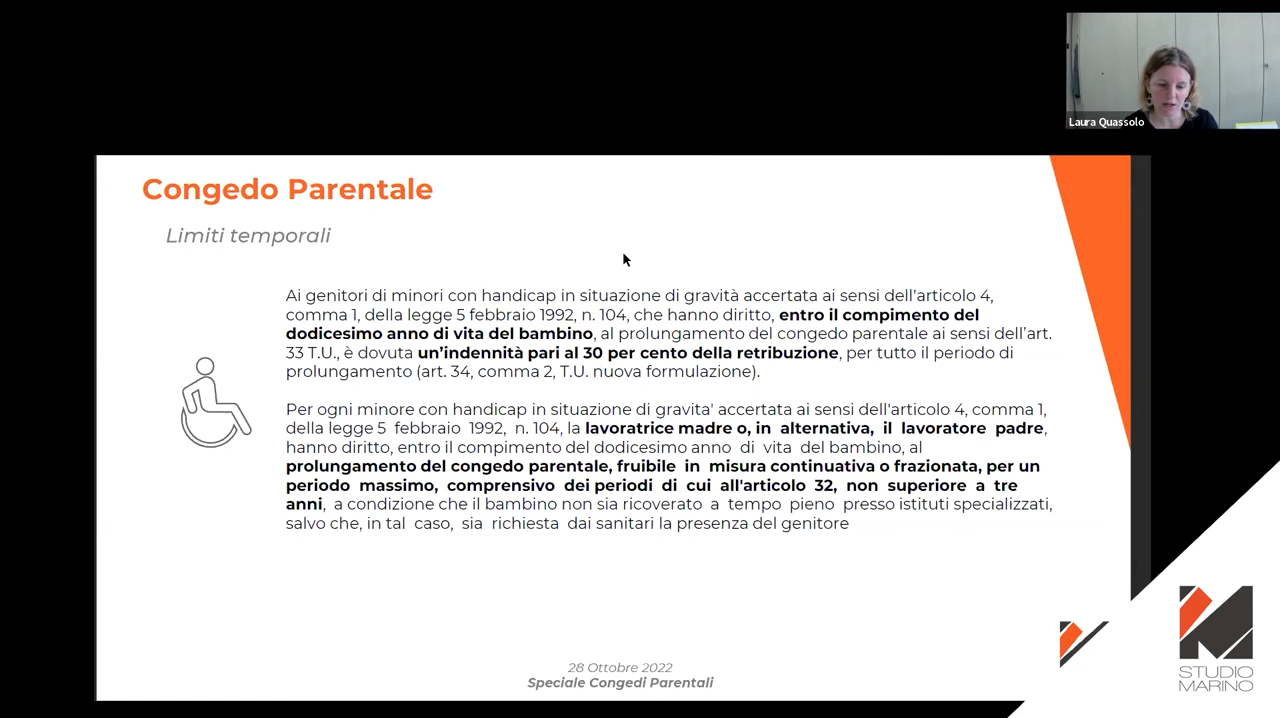 Laura Quassolo
Congedo Parentale
Limiti temporali
Ai genitori di minori con handicap in situazione di gravità accertata ai sensi dell'articolo 4,
comma 1, della legge 5 febbraio 1992, n. 104, che hanno diritto, entro il compimento del
dodicesimo anno di vita del bambino, al prolungamento del congedo parentale ai sensi dell'art.
33 T.U., è dovuta un'indennità pari al 30 per cento della retribuzione, per tutto il periodo di
prolungamento (art. 34, comma 2, T.U. nuova formulazione).
Per ogni minore con handicap in situazione di gravita' accertata ai sensi dell'articolo 4, comma 1,
della legge 5 febbraio 1992, n. 104, la lavoratrice madre o, in alternativa, il lavoratore padre,
hanno diritto, entro il compimento del dodicesimo anno di vita del bambino, al
prolungamento del congedo parentale, fruibile in misura continuativa o frazionata, per un
periodo massimo, comprensivo dei periodi di cui all'articolo 32, non superiore a tre
anni, a condizione che il bambino non sia ricoverato a tempo pieno presso istituti specializzati,
salvo che, in tal caso, sia richiesta dai sanitari la presenza del genitore
28 Ottobre 2022
Speciale Congedi Parentali
STUDIO
MARINO